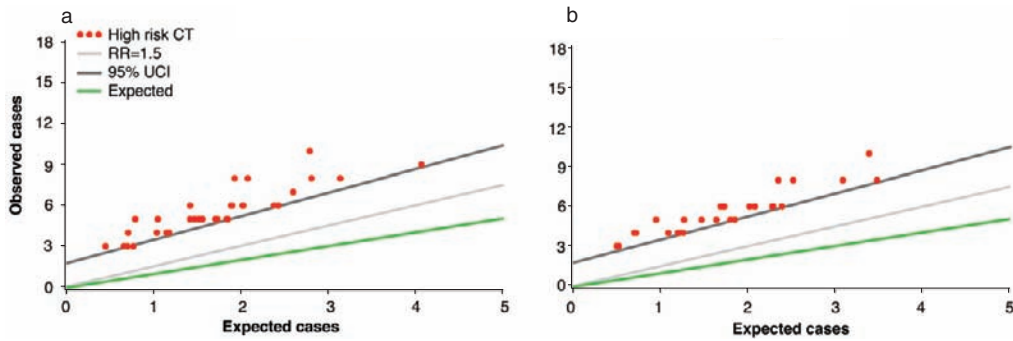 a
High risk CT
RR=1.5
95% UCI
Expected
18
15
12
9
6
3
0
Observed cases
0 1 2 3 4 5
Expected cases
b
18
15
12
9
6
3
0
0 1 2 3 4 5
Expected cases